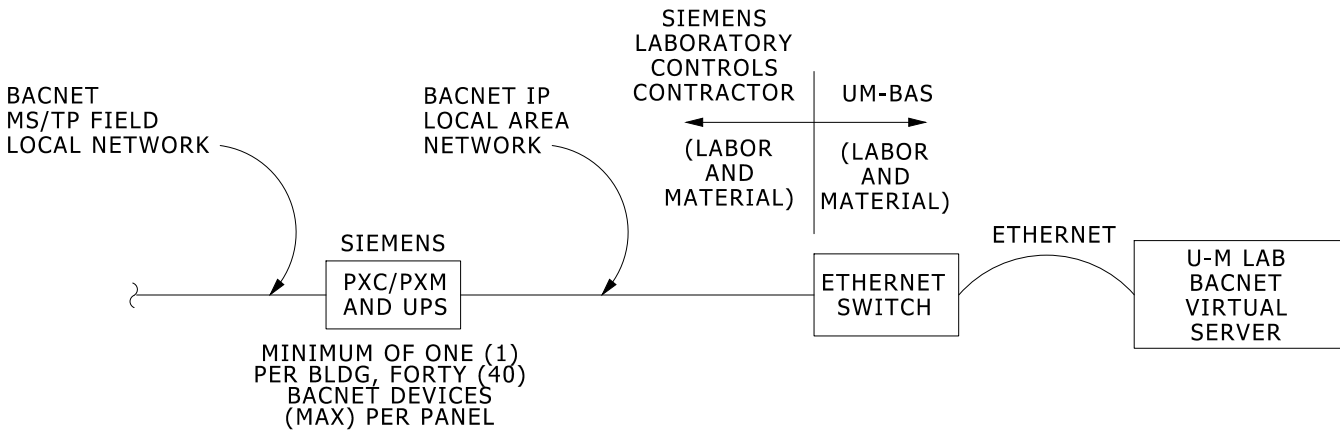 BACNET
MS/TP FIELD
LOCAL NETWORK
BACNET IP
LOCAL AREA
NETWORK
SIEMENS
LABORATORY
CONTROLS
CONTRACTOR
(LABOR
AND
MATERIAL)
UM-BAS
(LABOR
AND
MATERIAL)
SIEMENS
PXC/PXM
AND UPS
MINIMUM OF ONE (1)
PER BLDG, FORTY (40)
BACNET DEVICES
(MAX) PER PANEL
ETHERNET
SWITCH
ETHERNET
U-M LAB
BACNET
VIRTUAL
SERVER